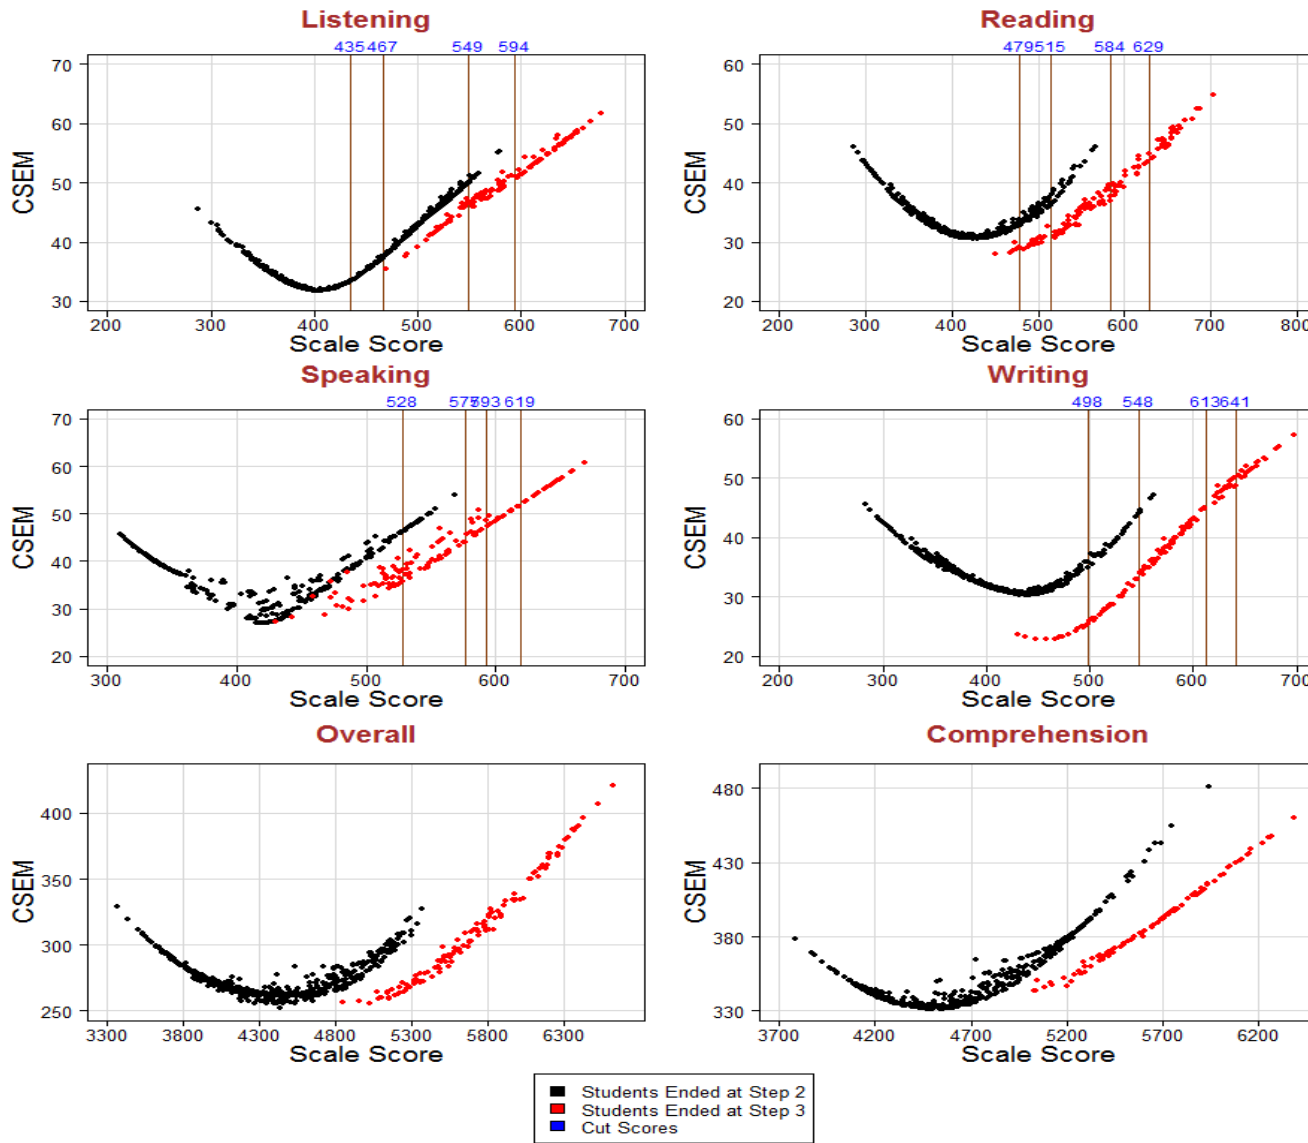 Listening
Reading
435 467 549 594
479 515 584 629
CSEM
70
60
50
40
30
200 300 400 500 600 700
Scale Score
CSEM
60
50
40
30
20
200 300 400 500 600 700 800
Scale Score
Speaking
Writing
528 577 593 619
498 548 613 641
CSEM
70
60
50
40
30
20
300 400 500 600 700
Scale Score
CSEM
60
50
40
30
20
200 300 400 500 600 700
Scale Score
Overall
Comprehension
CSEM
400
350
300
250
3300 3800 4300 4800 5300 5800 6300
Scale Score
CSEM
480
430
380
330
3700 4200 4700 5200 5700 6200
Scale Score
Students Ended at Step 2
Students Ended at Step 3
Cut Scores